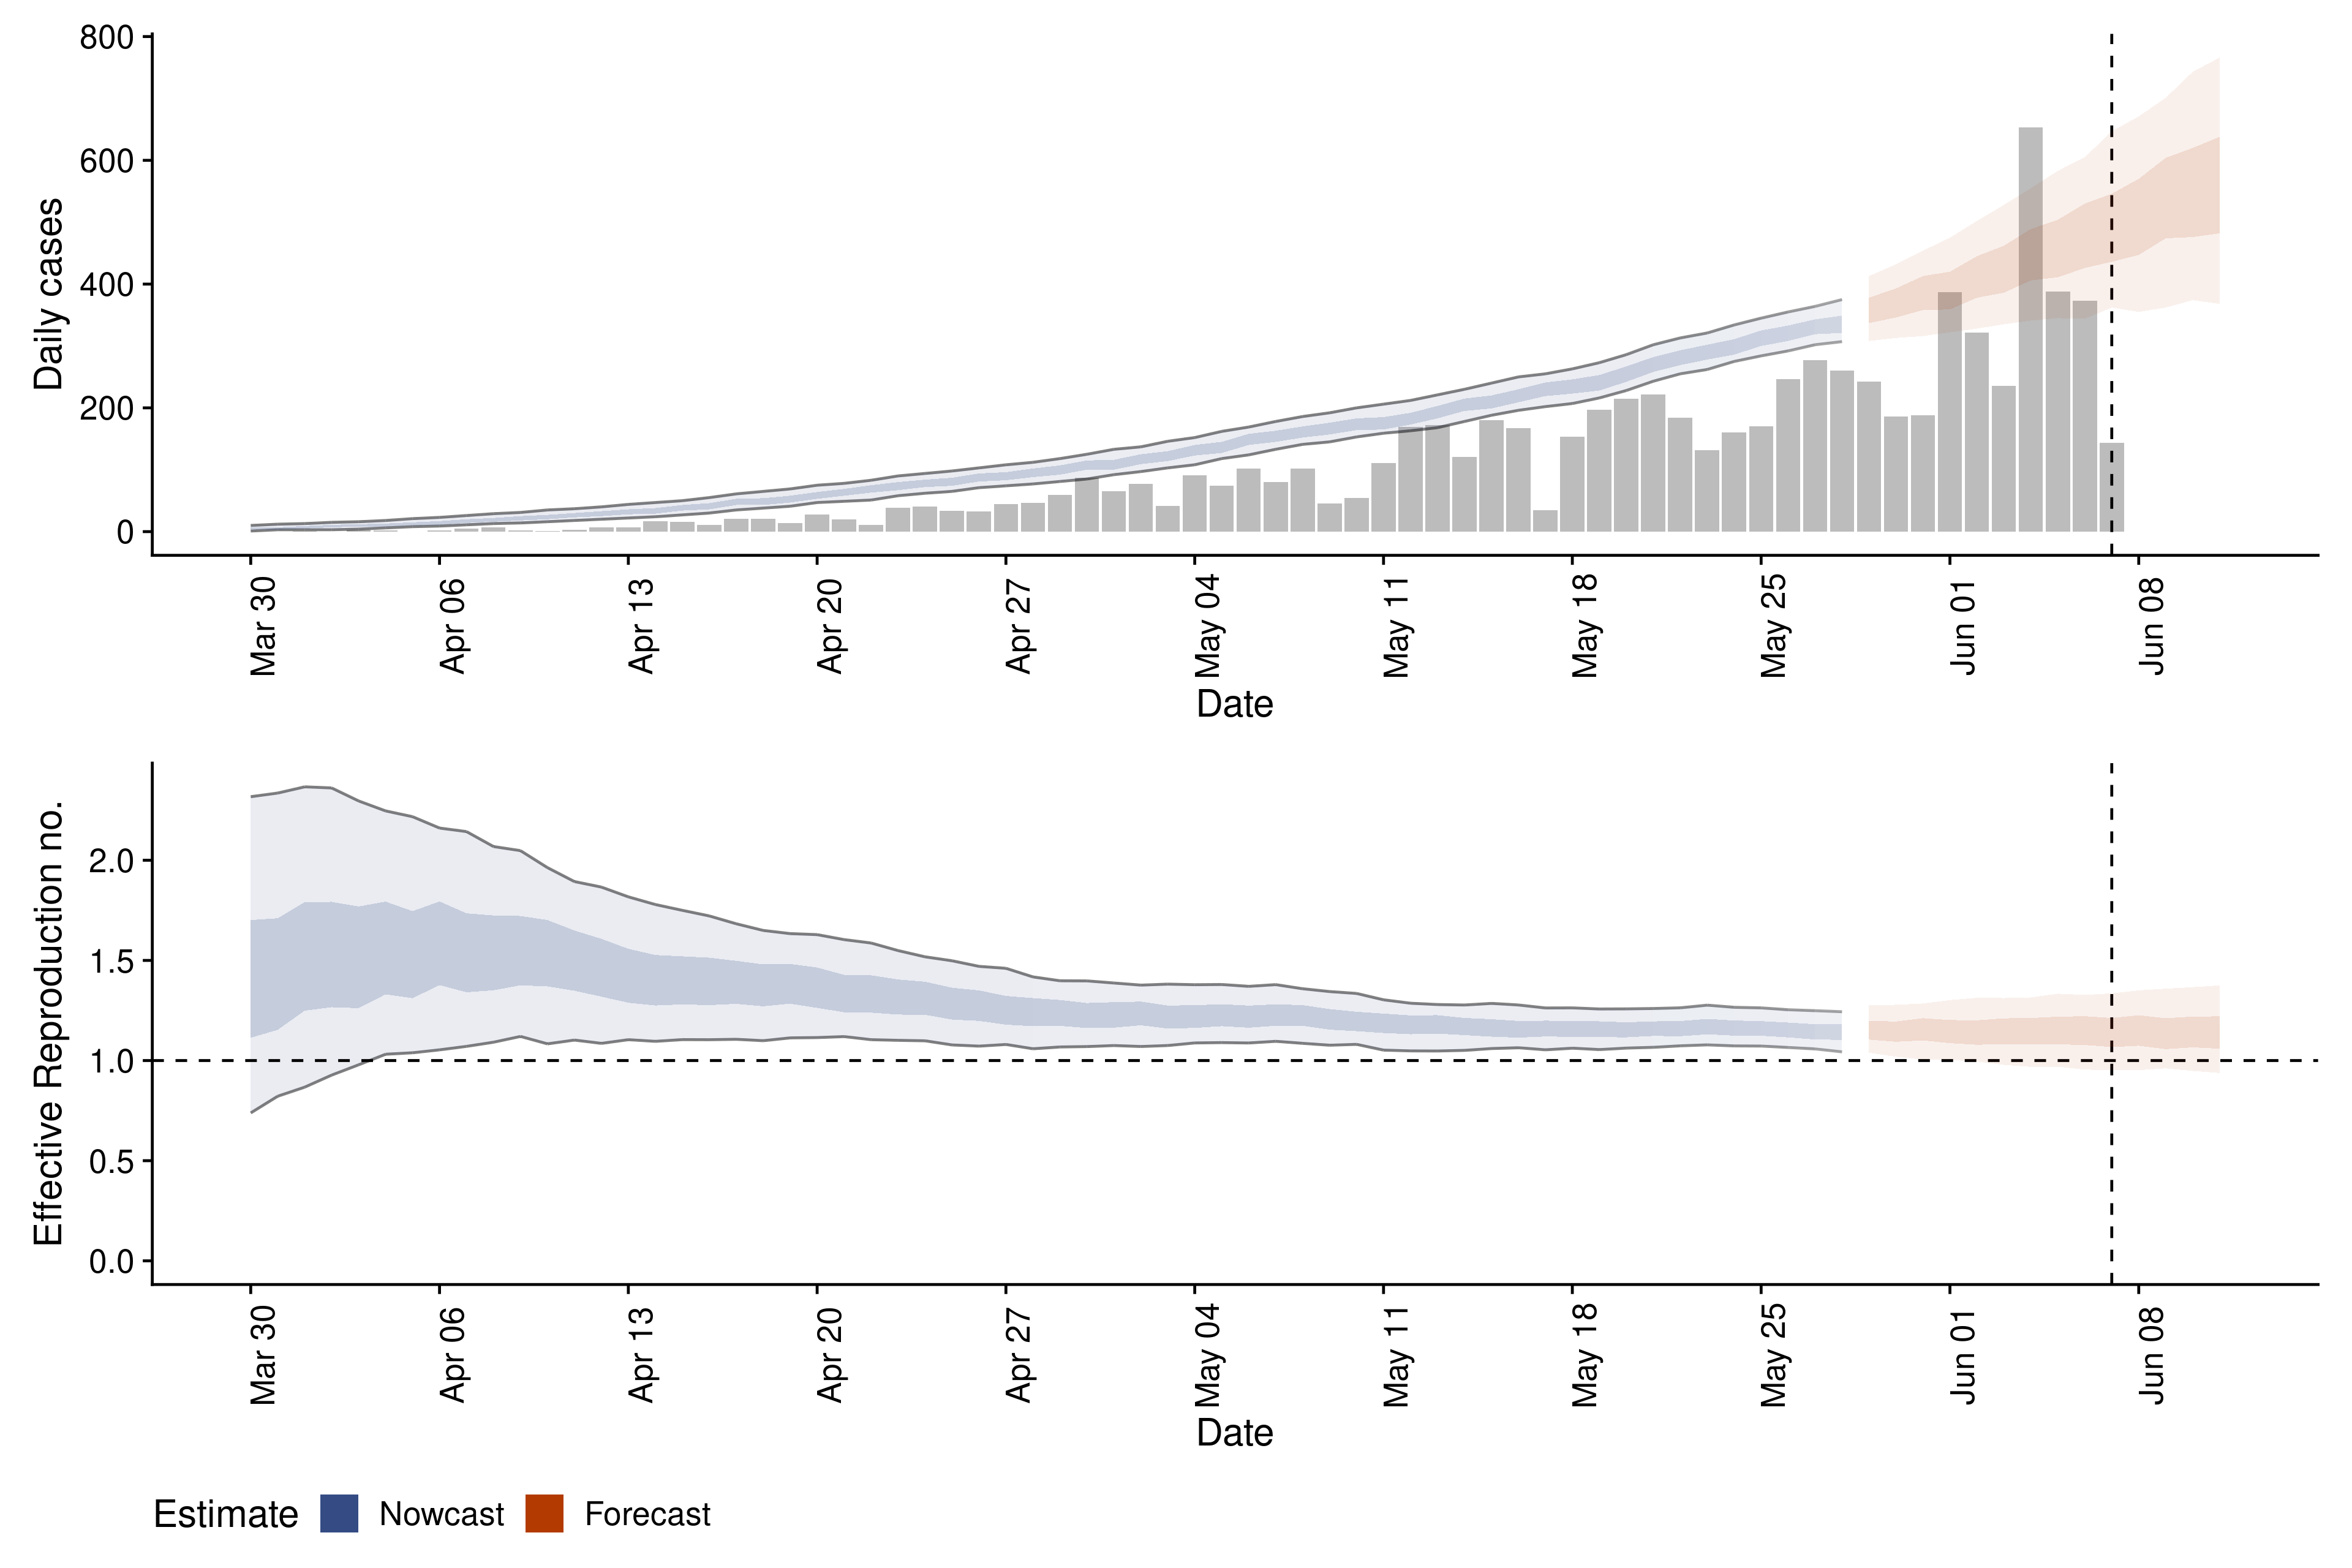 800
600
400
200
0
Daily cases
Mar 30
Apr 06
Apr 13
Apr 20
Apr 27
May 04
May 11
May 18
May 25
Jun 01
Jun 08
Date
2.0
1.5
1.0
0.5
0.0
Effective Reproduction no.
Mar 30
Apr 06
Apr 13
Apr 20
Apr 27
May 04
May 11
May 18
May 25
Jun 01
Jun 08
Date
Estimate Nowcast Forecast